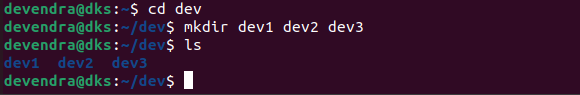 devendra@dks:~$ cd dev
devendra@dks:~/dev$ mkdir dev1 dev2 dev3
devendra@dks:~/dev$ ls
dev1  dev2  dev3
devendra@dks:~/dev$